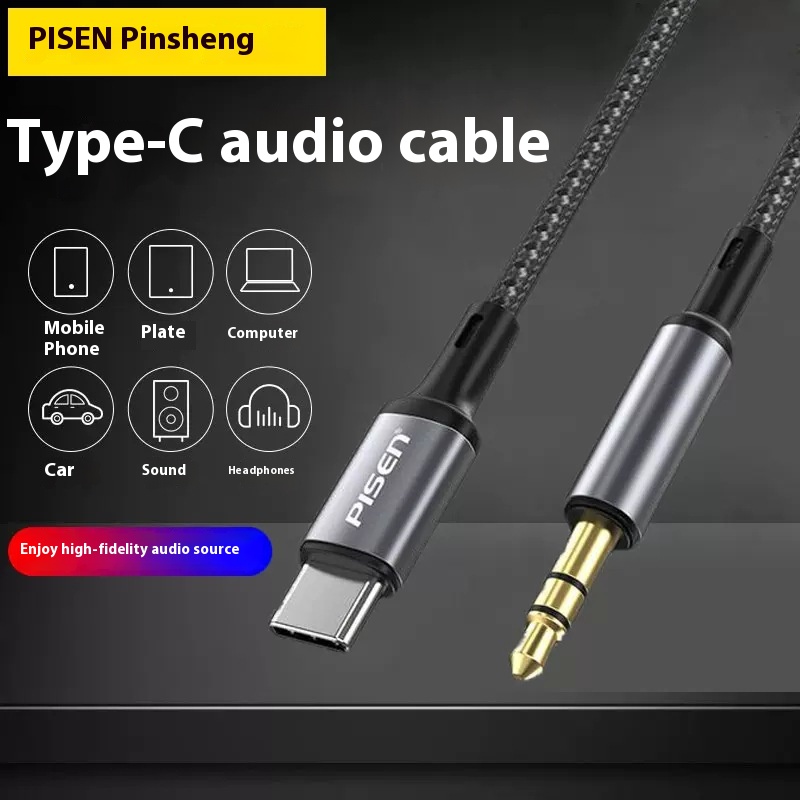 PISEN Pinsheng
Type-C audio cable
Mobile
Phone
Plate
Computer
Car
Sound
Headphones
Enjoy high-fidelity audio source
PISEN®